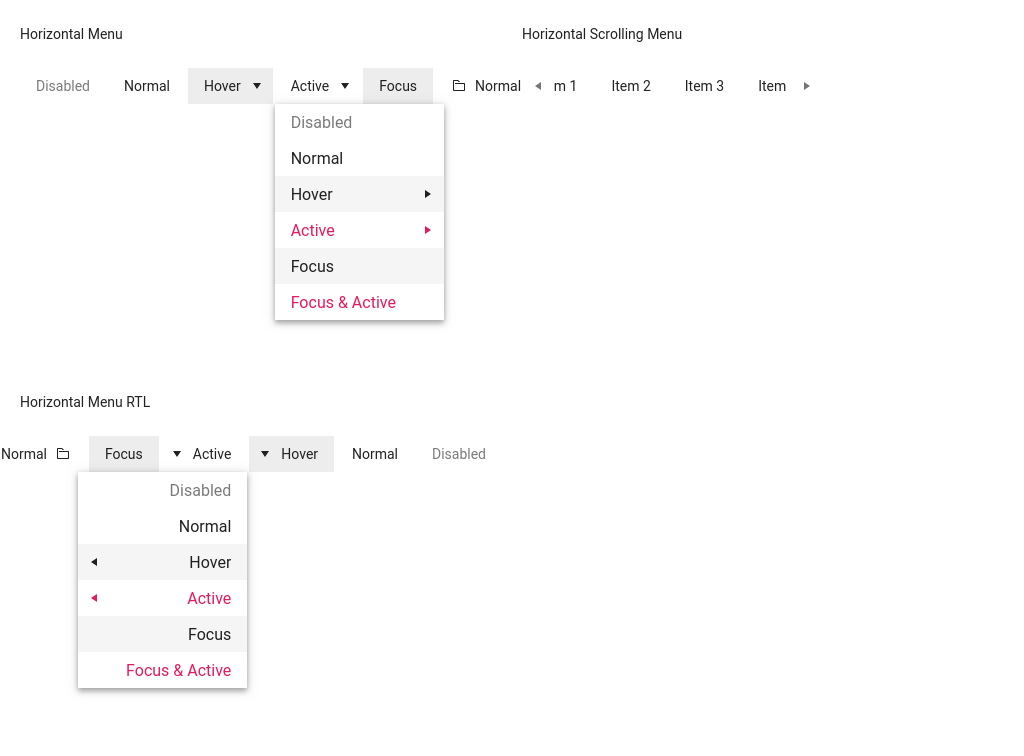 Horizontal Menu
Horizontal Scrolling Menu
Disabled Normal Hover Active Focus Normal
m 1 Item 2 Item 3 Item
Disabled
Normal
Hover
Active
Focus
Focus & Active
Horizontal Menu RTL
Normal Focus Active Hover Normal Disabled
Disabled
Normal
Hover
Active
Focus
Focus & Active